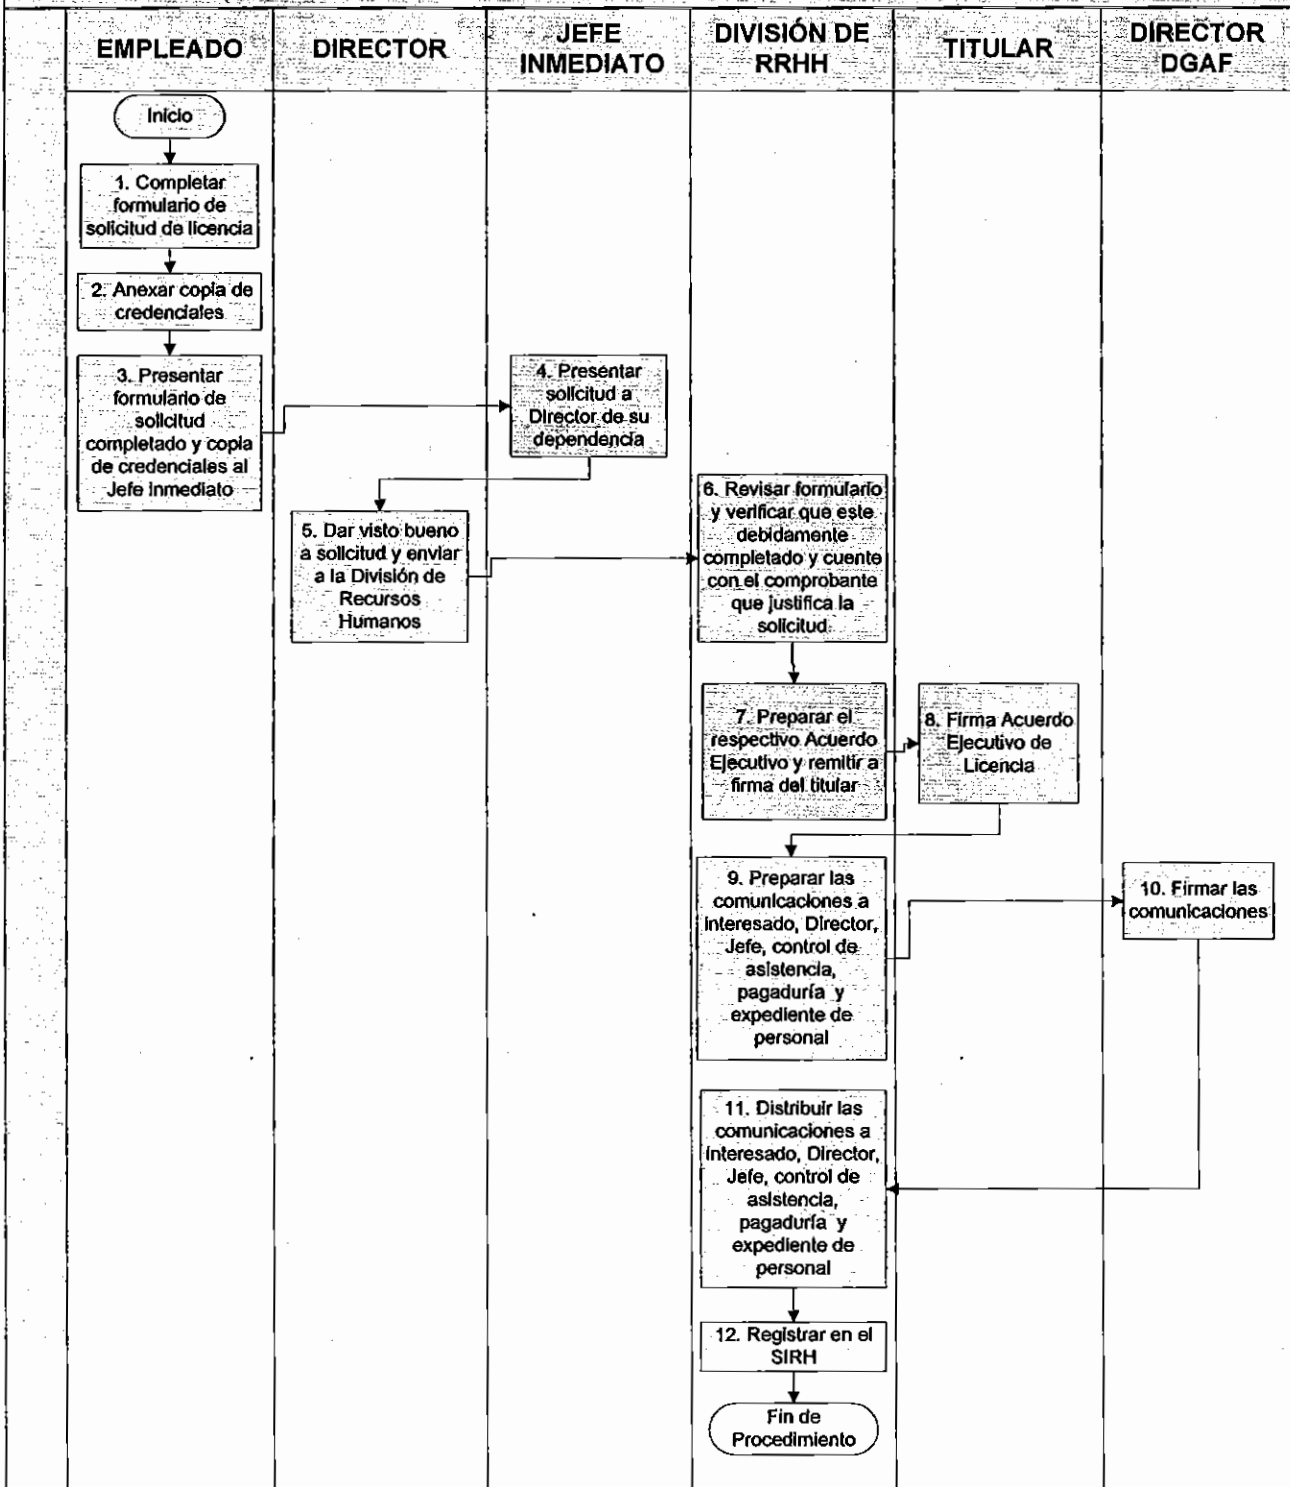 EMPLEADO
DIRECTOR
JEFE
INMEDIATO
DIVISIÓN DE
RRHH
TITULAR
DIRECTOR
DGAF
Início
1. Completar
formulario de
solicitud de licencia
2. Anexar copia de
credenciales
3. Presentar
formulario de
solicitud
completado y copia
de credenciales al
Jefe Inmediato
4. Presentar
solicitud a
Director de su
dependencia
5. Dar visto bueno
a solicitud y enviar
a la División de
Recursos
Humanos
6. Revisar formulario
y verificar que este
debidamente
completado y cuente
con el comprobante
que justifica la
solicitud
7. Preparar el
respectivo Acuerdo
Ejecutivo y remitir a
firma del titular
8. Firma Acuerdo
Ejecutivo de
Licencia
9. Preparar las
comunicaciones a
Interesado, Director,
Jefe, control de
asistencia,
pagaduría y
expediente de
personal
10. Firmar las
comunicaciones
11. Distribuir las
comunicaciones a
Interesado, Director,
Jefe, control de
asistencia,
pagaduría y
expediente de
personal
12. Registrar en el
SIRH
Fin de
Procedimiento